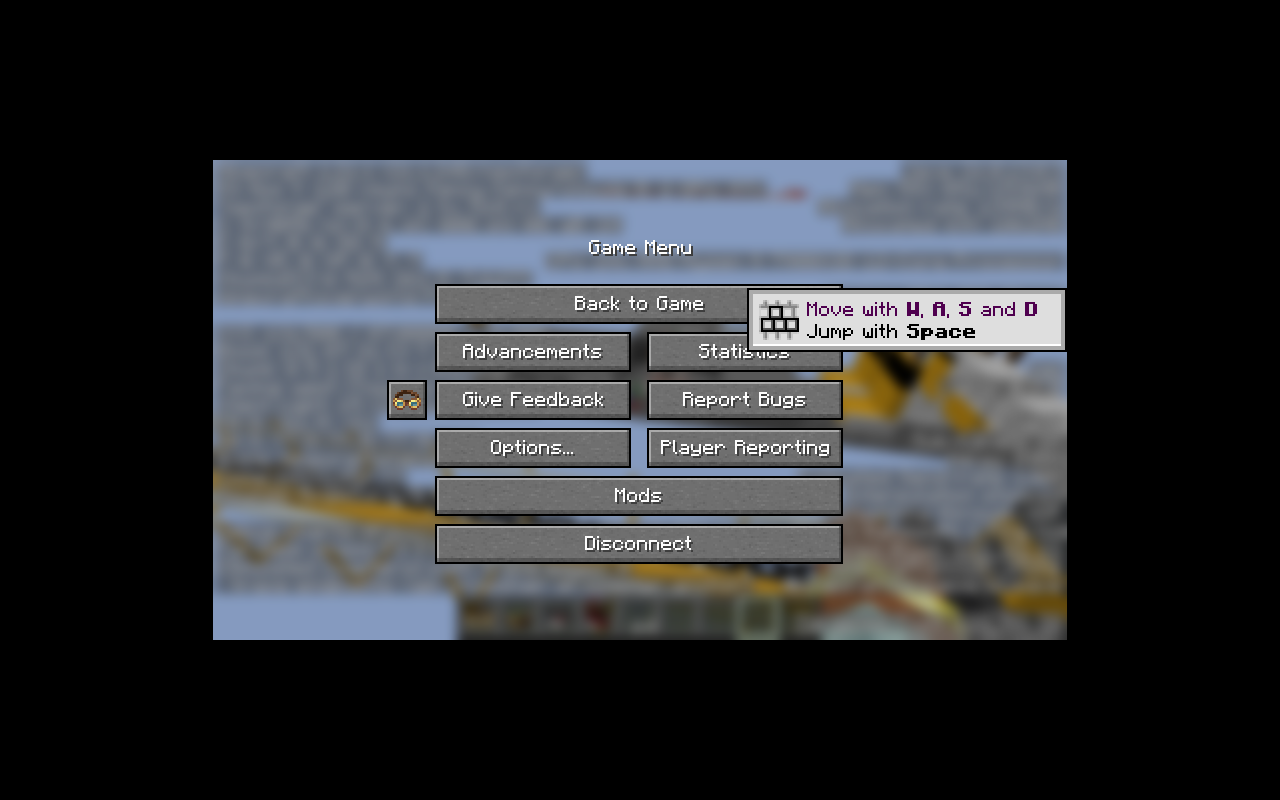 Game Menu
Back to Game
Move with W, A, S and D
Jump with Space
Advancements
Statistics
Give Feedback
Report Bugs
Options...
Player Reporting
Mods
Disconnect